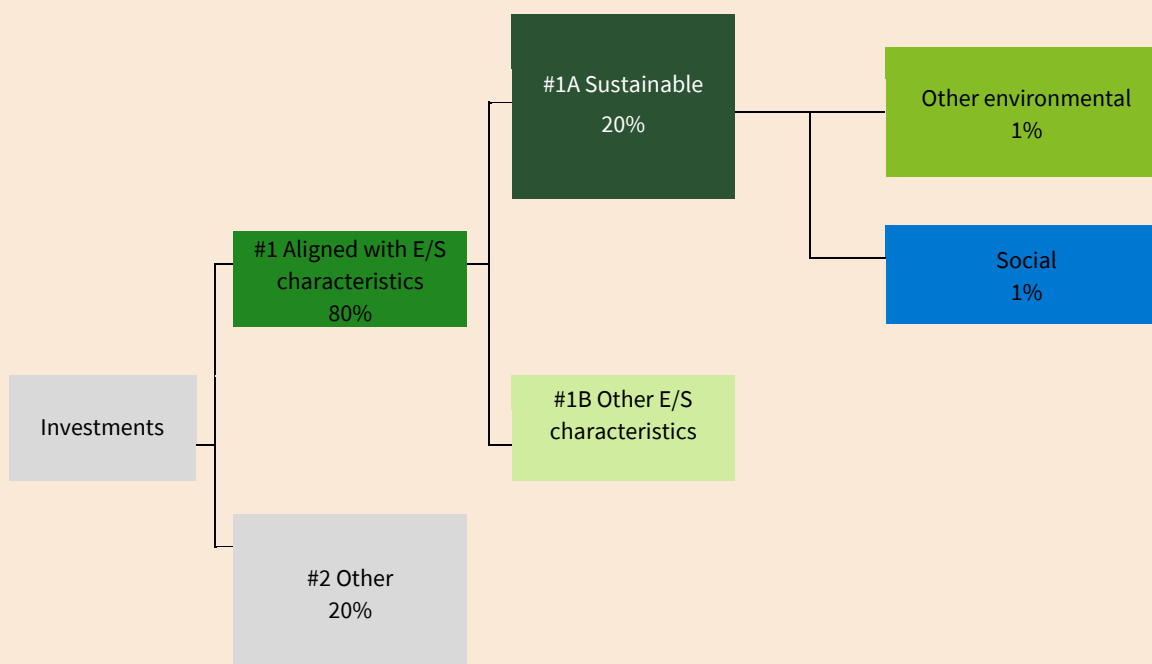 #1A Sustainable
20%
Other environmental
1%
#1 Aligned with E/S
characteristics
80%
Social
1%
Investments
#1B Other E/S
characteristics
#2 Other
20%